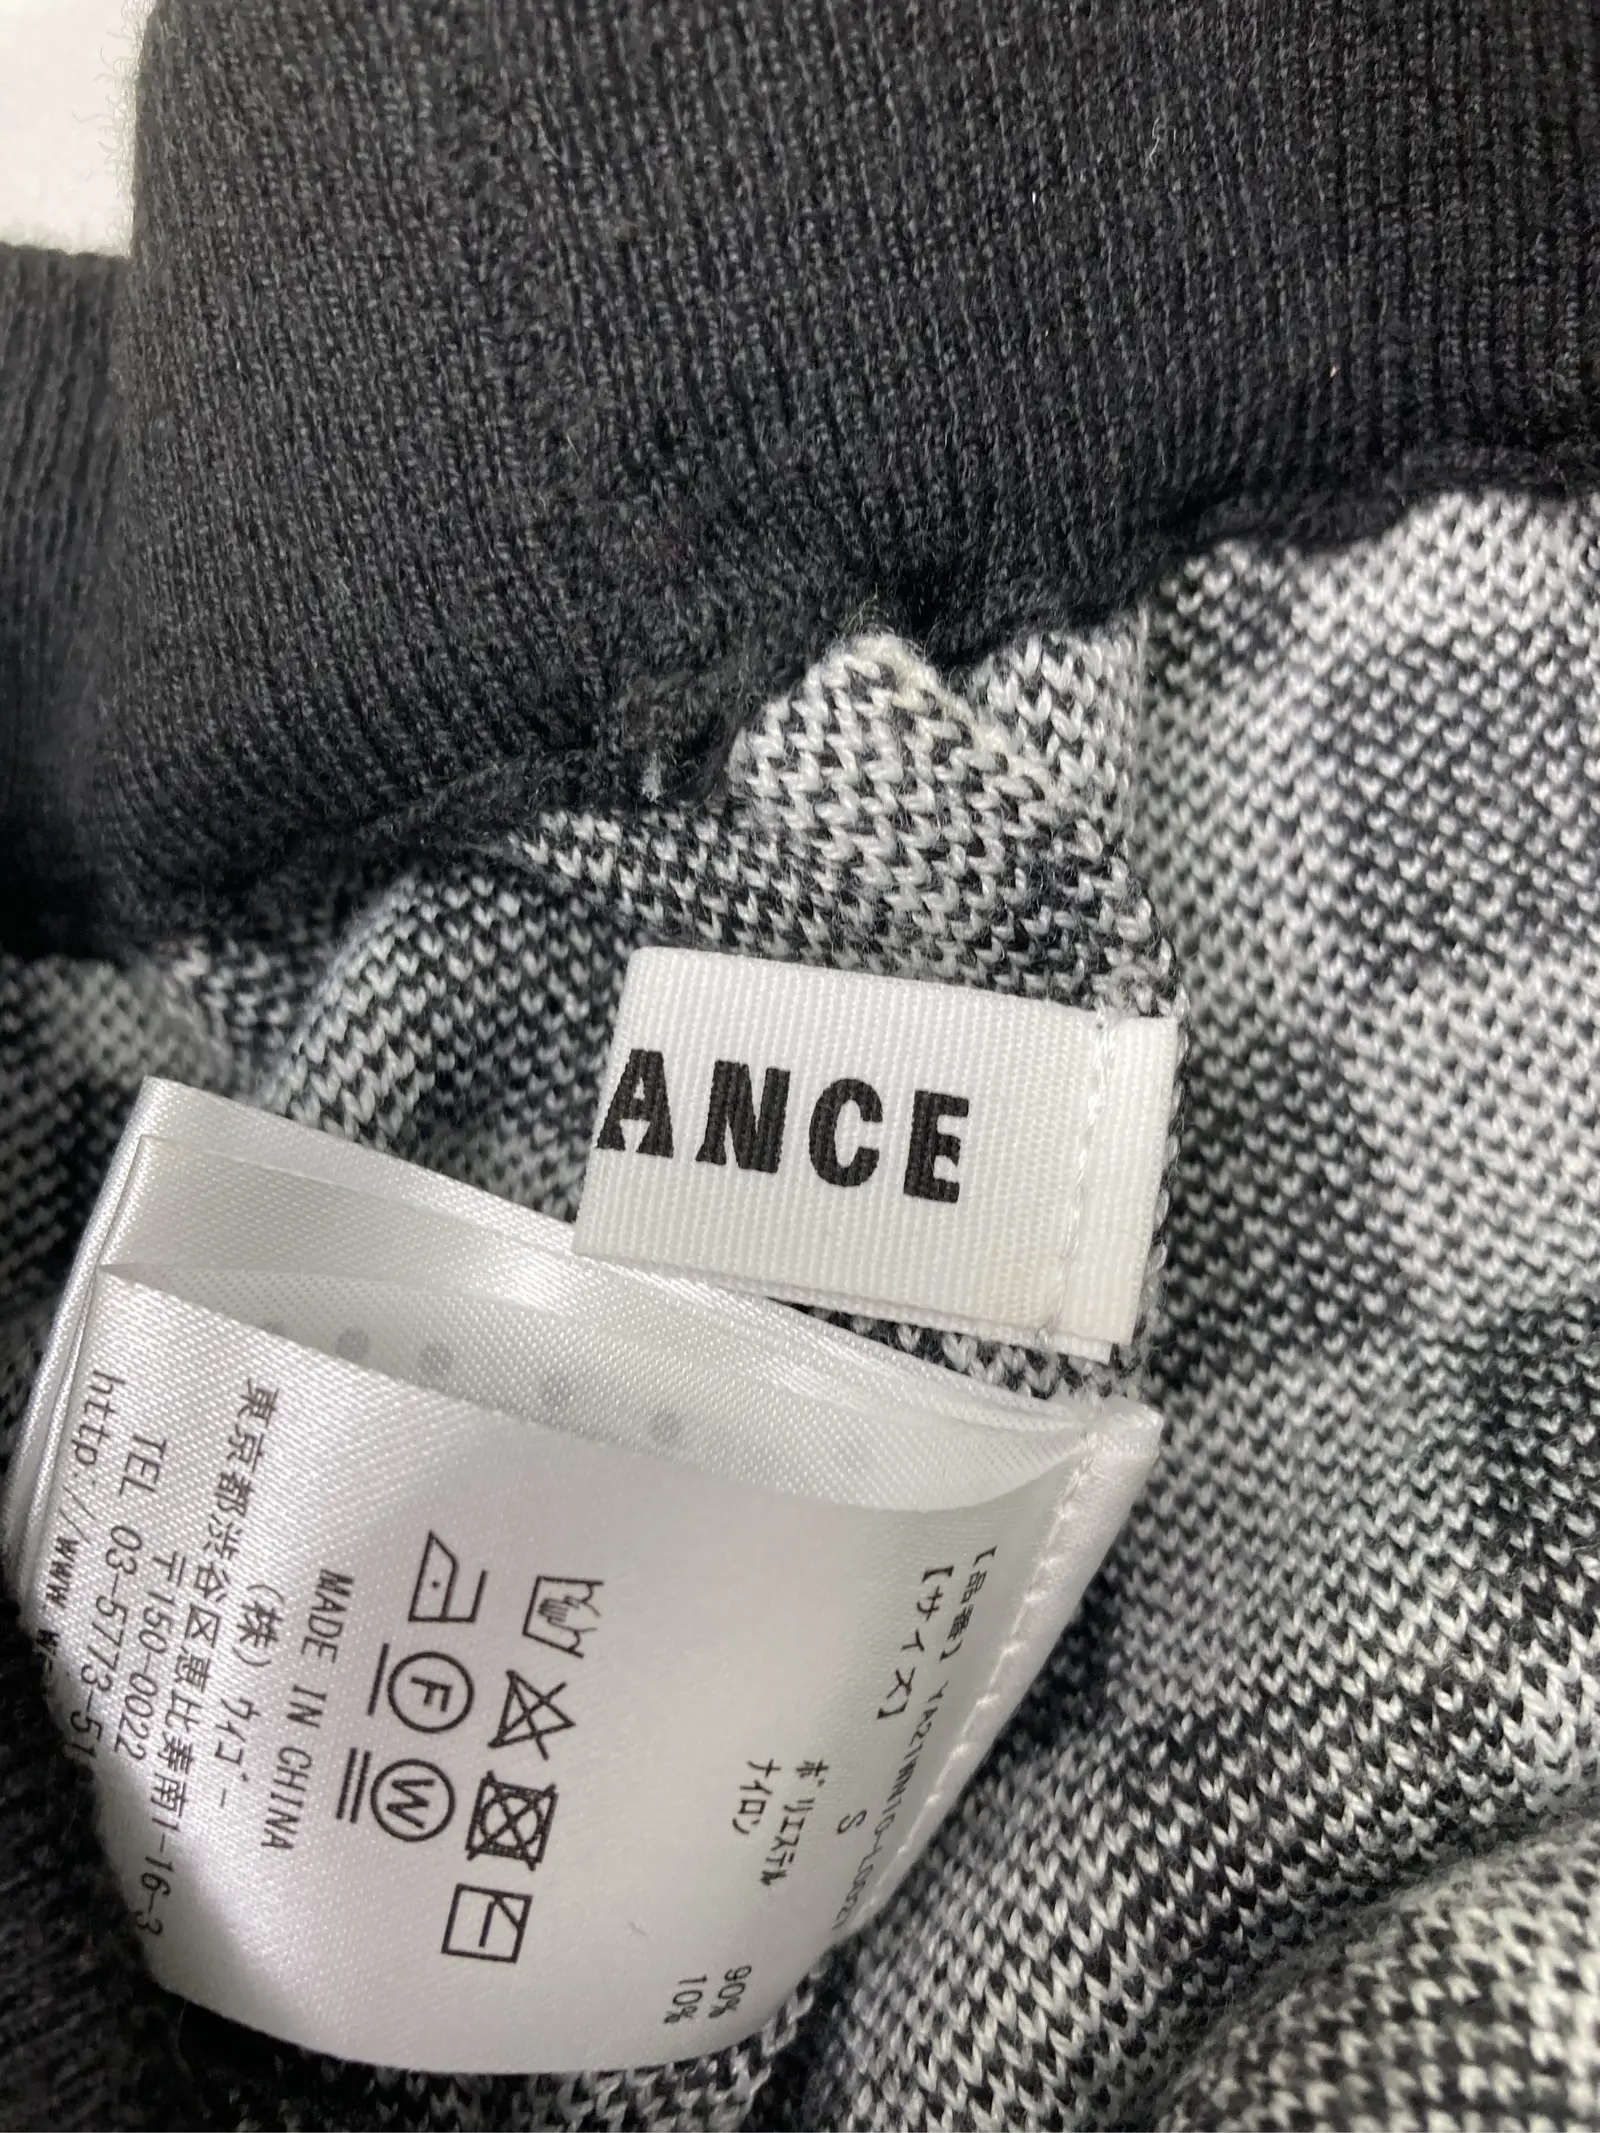 ANCE
【品番】
【サイズ】 S
ポリエステル 90%
ナイロン 10%
F
W
MADE IN CHINA
(株) ウィゴー
東京都渋谷区恵比寿南1-16-3
〒150-0022
TEL 03-5773-51
http://www.w